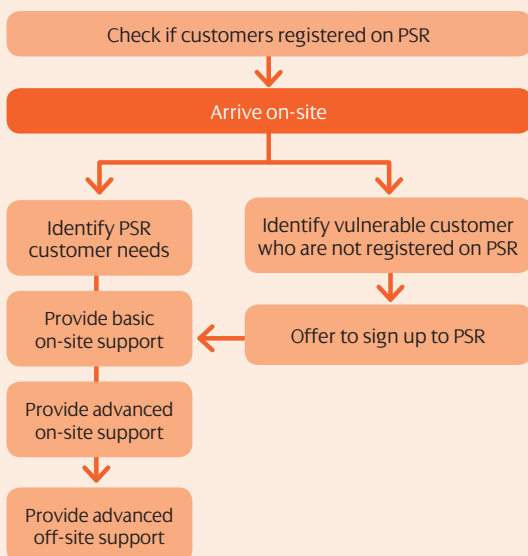 Check if customers registered on PSR
Arrive on-site
Identify PSR
customer needs
Identify vulnerable customer
who are not registered on PSR
Provide basic
on-site support
Offer to sign up to PSR
Provide advanced
on-site support
Provide advanced
off-site support